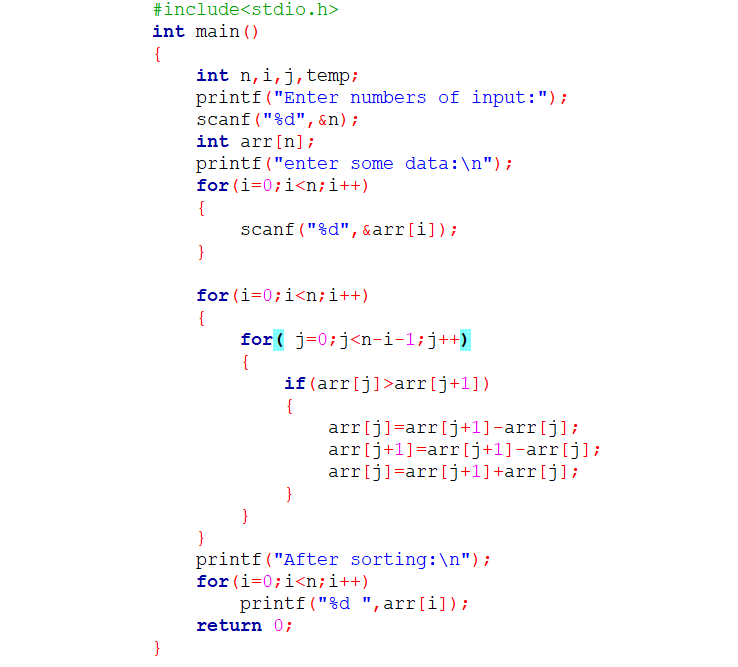 #include<stdio.h>
int main()
{
    int n,i,j,temp;
    printf("Enter numbers of input:");
    scanf("%d",&n);
    int arr[n];
    printf("enter some data:\n");
    for(i=0;i<n;i++)
    {
        scanf("%d",&arr[i]);
    }

    for(i=0;i<n;i++)
    {
        for( j=0;j<n-i-1;j++)
        {
            if(arr[j]>arr[j+1])
            {
                arr[j]=arr[j+1]-arr[j];
                arr[j+1]=arr[j+1]-arr[j];
                arr[j]=arr[j+1]+arr[j];
            }
        }
    }
    printf("After sorting:\n");
    for(i=0;i<n;i++)
        printf("%d ",arr[i]);
    return 0;
}